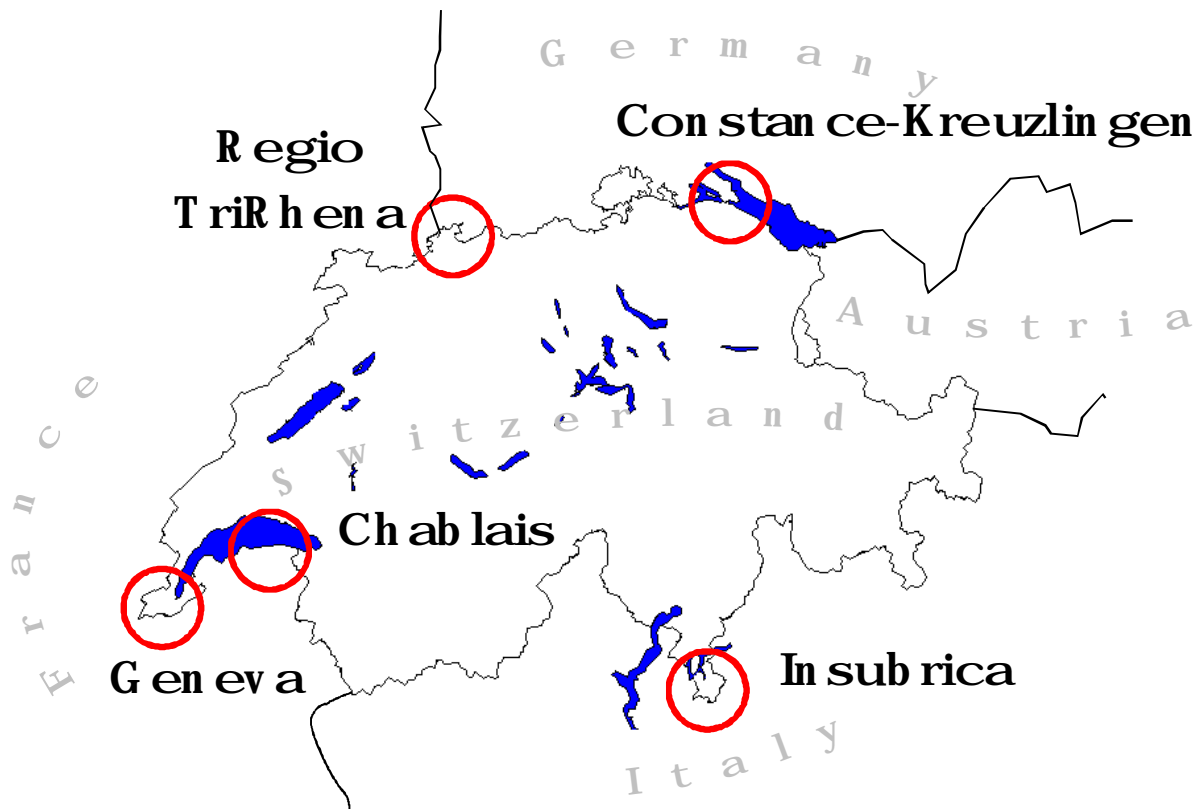 Germany
Constance-Kreuzlingen
Regio
TriRhena
Austria
France
Switzerland
Chablais
Geneva
Insubrica
Italy